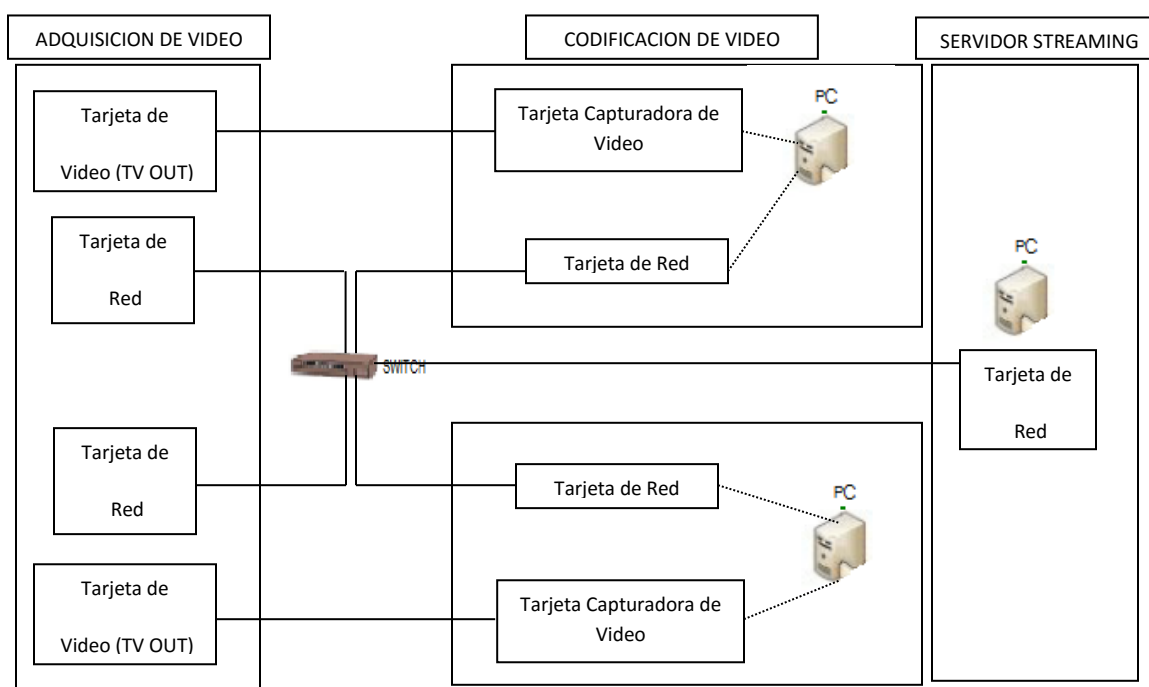 ADQUISICION DE VIDEO
CODIFICACION DE VIDEO
SERVIDOR STREAMING
Tarjeta de
Video (TV OUT)
Tarjeta Capturadora de
Video
PC
Tarjeta de
Red
Tarjeta de Red
PC
SWITCH
Tarjeta de
Red
Tarjeta de
Red
Tarjeta de Red
PC
Tarjeta de
Video (TV OUT)
Tarjeta Capturadora de
Video